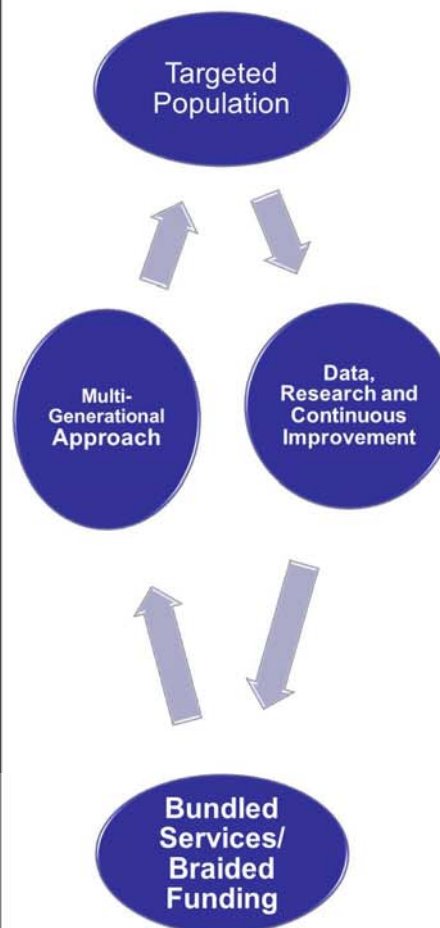 Targeted
Population
Multi-
Generational
Approach
Data,
Research and
Continuous
Improvement
Bundled
Services/
Braided
Funding